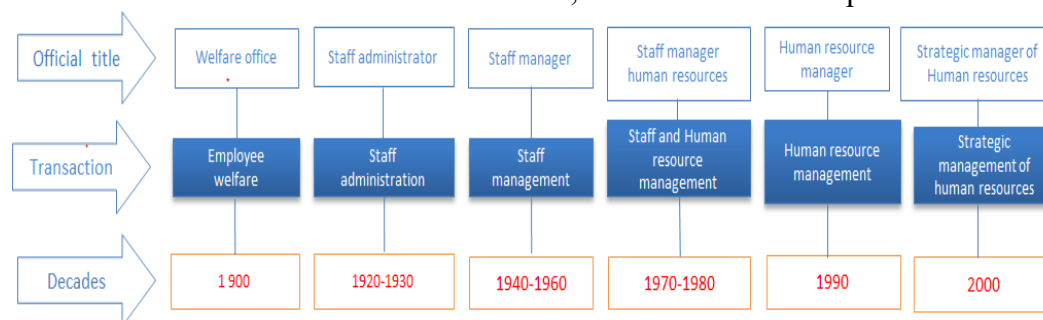 Official title
Welfare office
Staff administrator
Staff manager
Staff manager
human resources
Human resource
manager
Strategic manager of
Human resources
Transaction
Employee
welfare
Staff
administration
Staff
management
Staff and Human
resource
management
Human resource
management
Strategic
management of
human resources
Decades
1 900
1920-1930
1940-1960
1970-1980
1990
2000